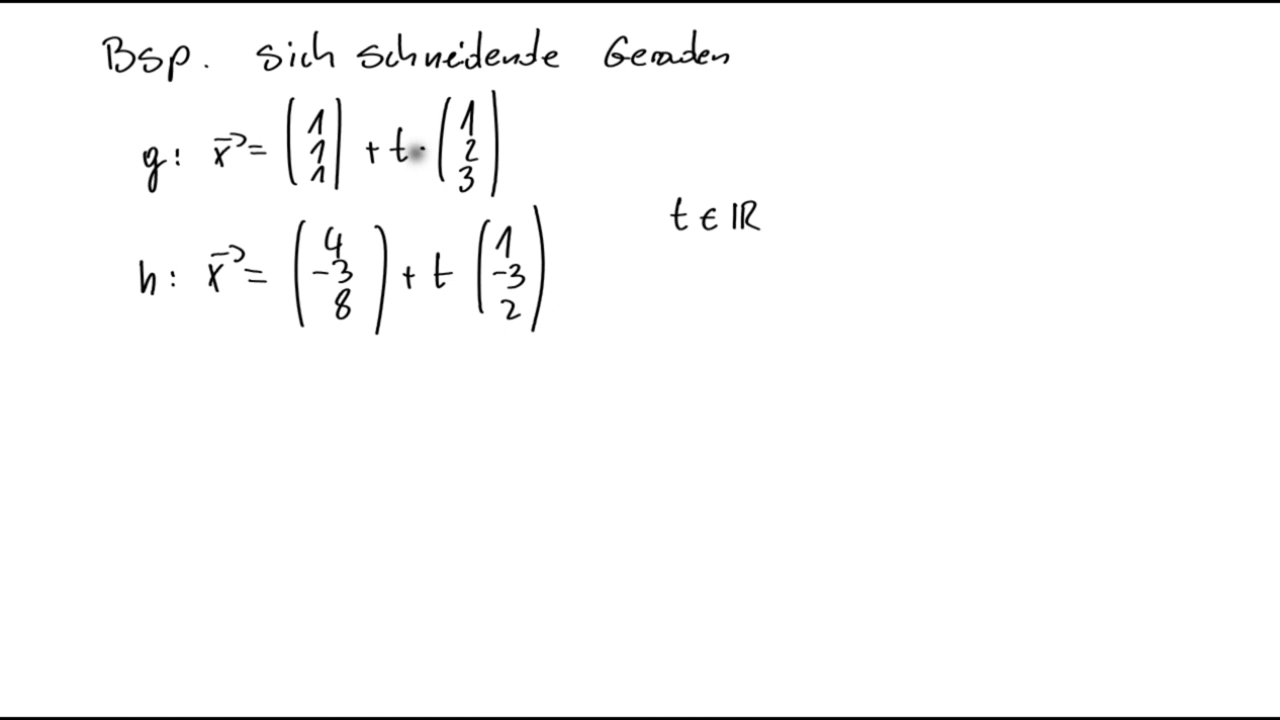 Bsp. sich schneidende Geraden
g: x⃗ = (1 1 1) + t· (1 2 3)
t ∈ ℝ
h: x⃗ = (4 -3 8) + t (1 -3 2)